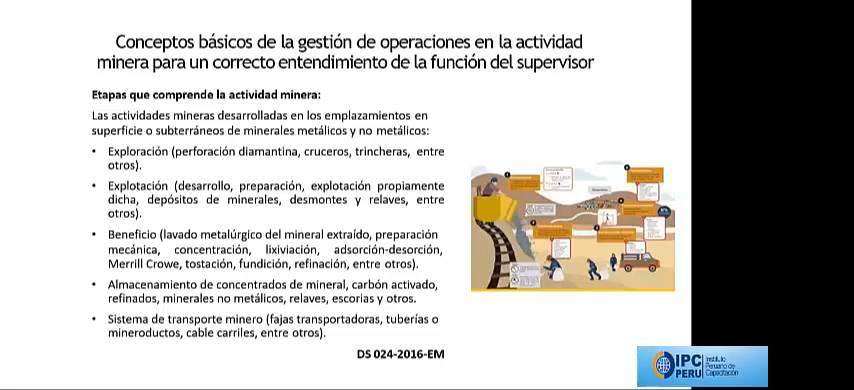 Conceptos básicos de la gestión de operaciones en la actividad
minera para un correcto entendimiento de la función del supervisor
Etapas que comprende la actividad minera:
Las actividades mineras desarrolladas en los emplazamientos en
superficie o subterráneos de minerales metálicos y no metálicos:
• Exploración (perforación diamantina, cruceros, trincheras, entre
otros).
• Explotación (desarrollo, preparación, explotación propiamente
dicha, depósitos de minerales, desmontes y relaves, entre
otros).
• Beneficio (lavado metalúrgico del mineral extraído, preparación
mecánica, concentración, lixiviación, adsorción-desorción,
Merrill Crowe, tostación, fundición, refinación, entre otros).
• Almacenamiento de concentrados de mineral, carbón activado,
refinados, minerales no metálicos, relaves, escorias y otros.
• Sistema de transporte minero (fajas transportadoras, tuberías o
mineroductos, cable carriles, entre otros).
DS 024-2016-EM
IPC
PERU
Instituto
Peruano de
Capacitación